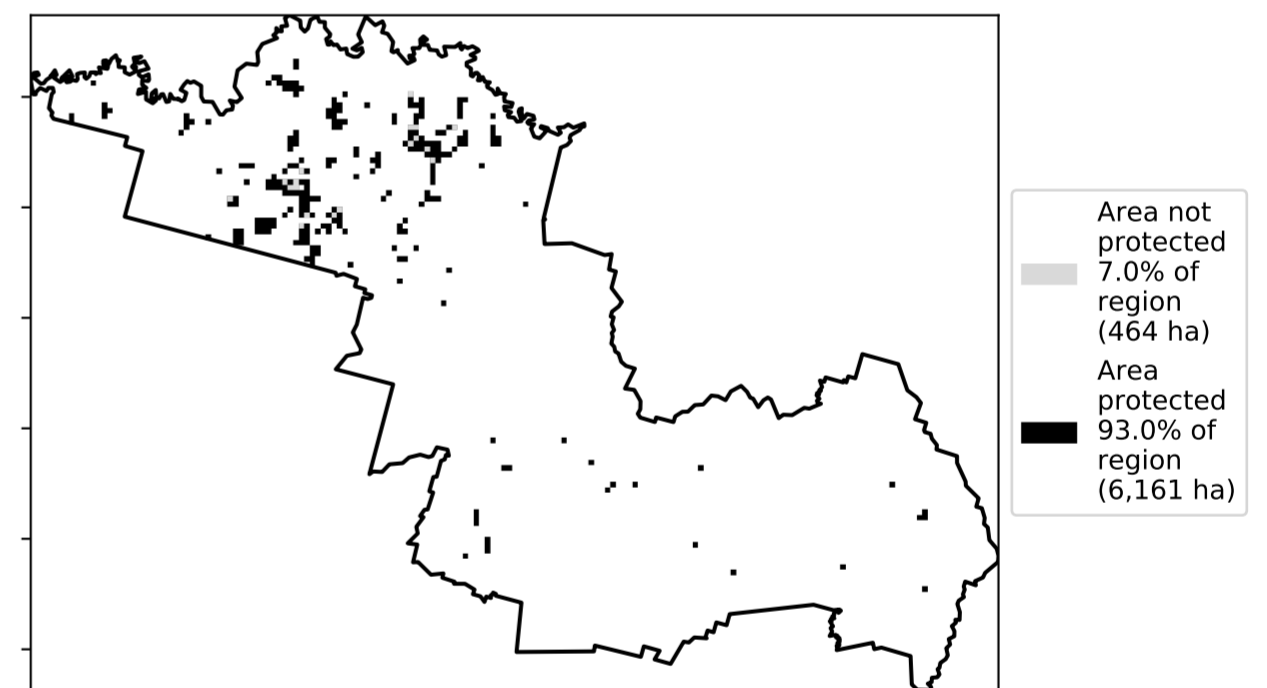 Area not
protected
7.0% of
region
(464 ha)
Area
protected
93.0% of
region
(6,161 ha)